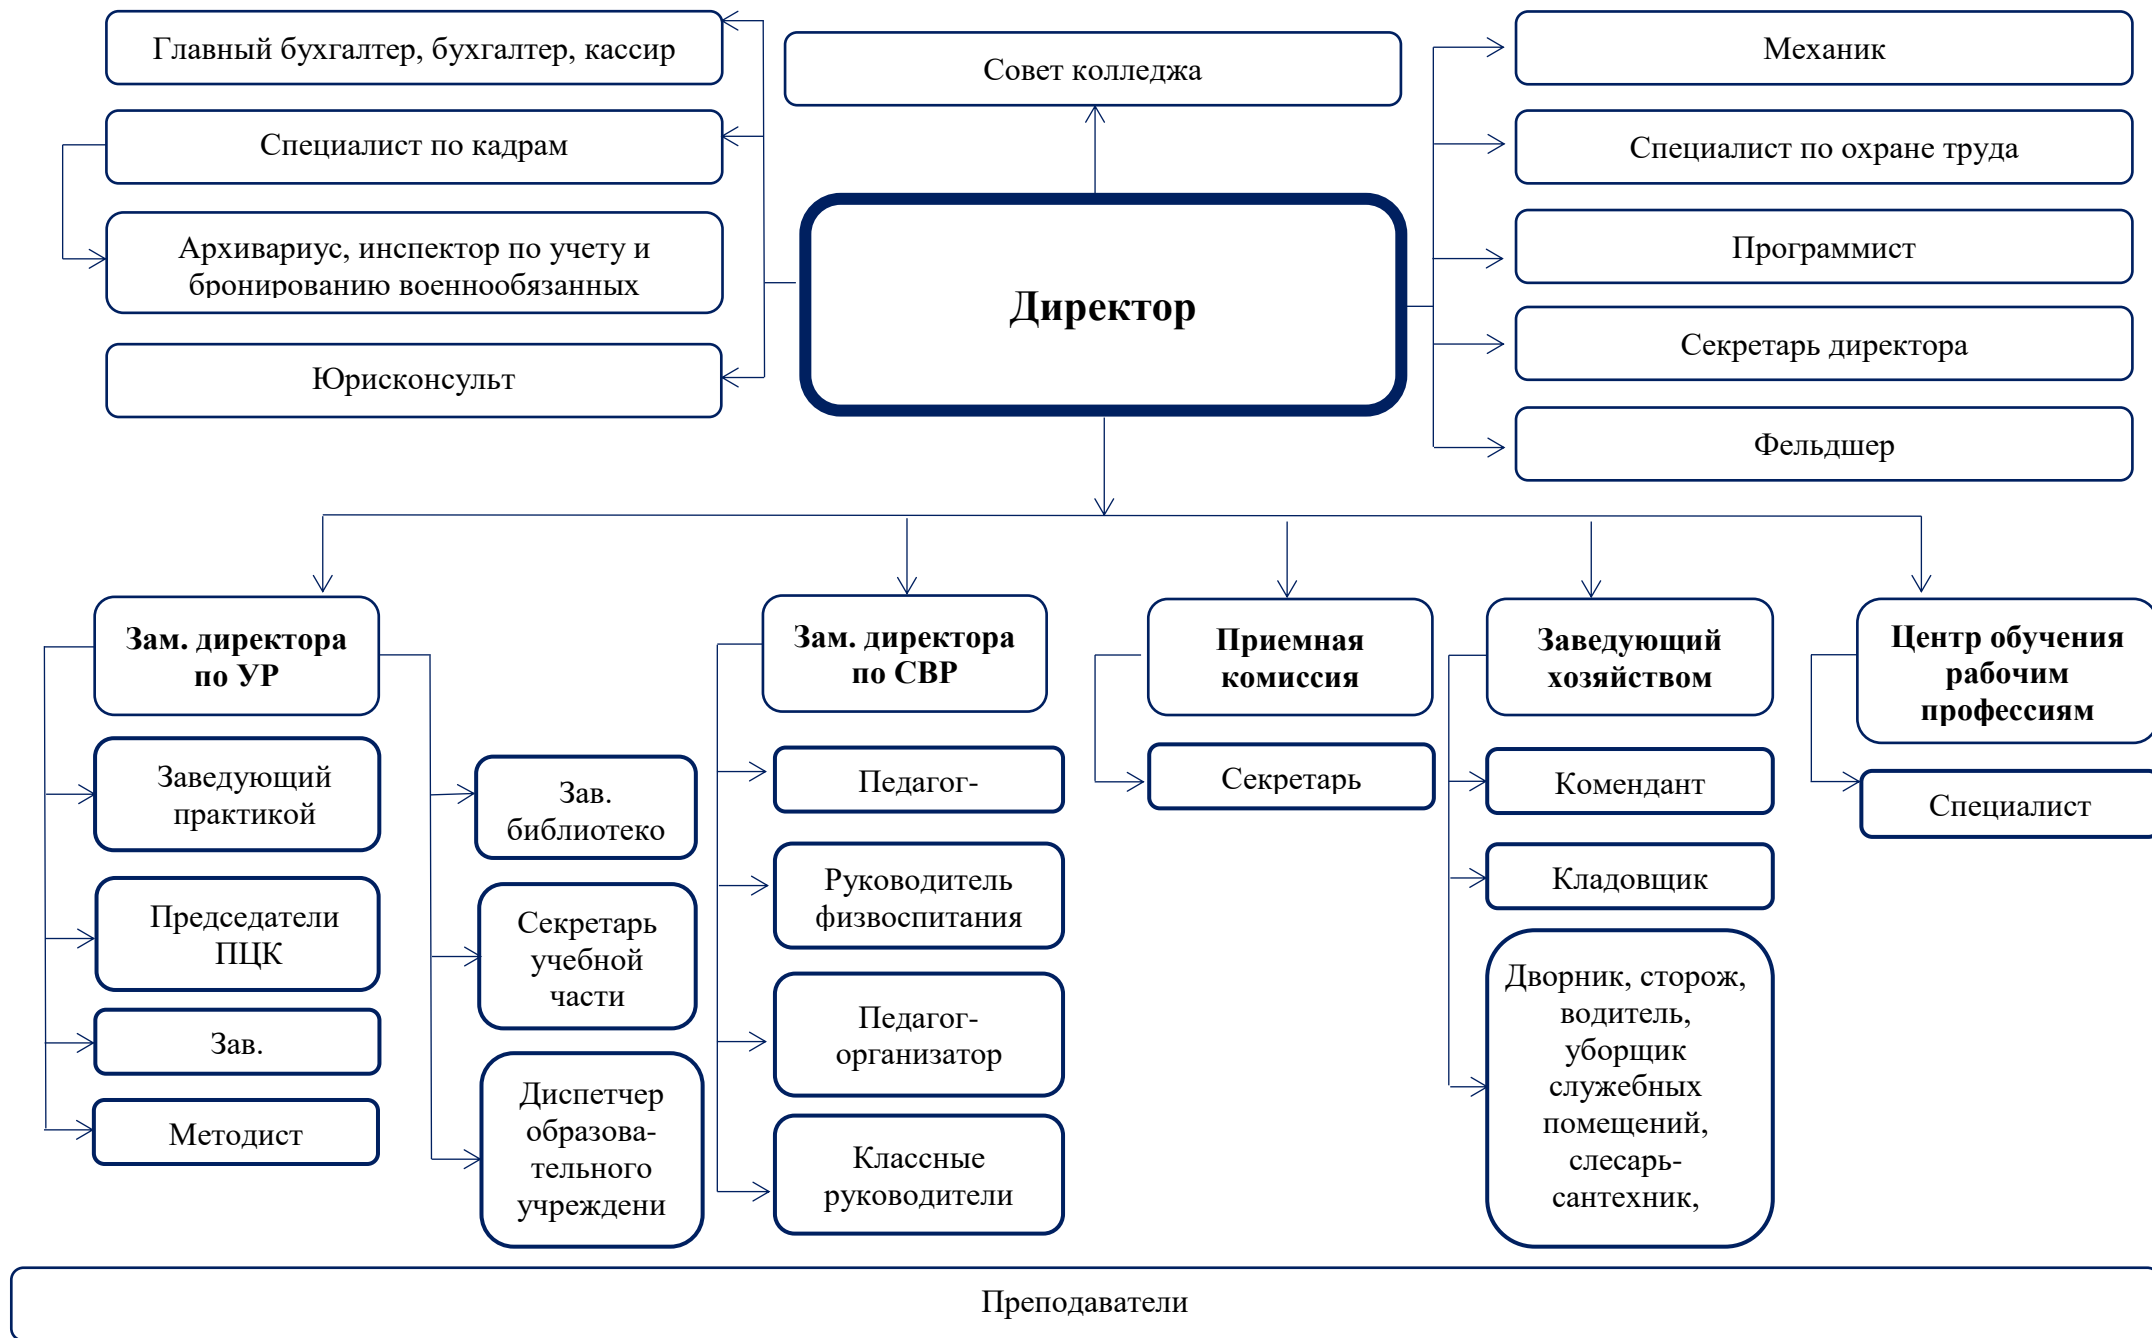 Главный бухгалтер, бухгалтер, кассир
Совет колледжа
Механик
Специалист по кадрам
Специалист по охране труда
Архивариус, инспектор по учету и
бронированию военнообязанных
Программист
Директор
Секретарь директора
Юрисконсульт
Фельдшер
Зам. директора
по УР
Зам. директора
по СВР
Приемная
комиссия
Заведующий
хозяйством
Центр обучения
рабочим
профессиям
Заведующий
практикой
Председатели
ПЦК
Зав.
Методист
Зав.
библиотеко
Секретарь
учебной
части
Диспетчер
образова-
тельного
учреждени
Педагог-
Руководитель
физвоспитания
Педагог-
организатор
Классные
руководители
Секретарь
Комендант
Кладовщик
Дворник, сторож,
водитель,
уборщик
служебных
помещений,
слесарь-
сантехник,
Специалист
Преподаватели